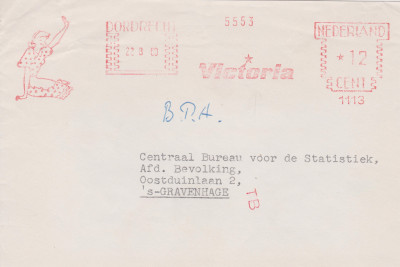 5553
DORDRECHT
NEDERLAND
12
CENT
1113
Victoria
B.P.A.
Centraal Bureau voor de Statistiek,
Afd. Bevolking,
Oostduinlaan 2,
's-GRAVENHAGE
TB